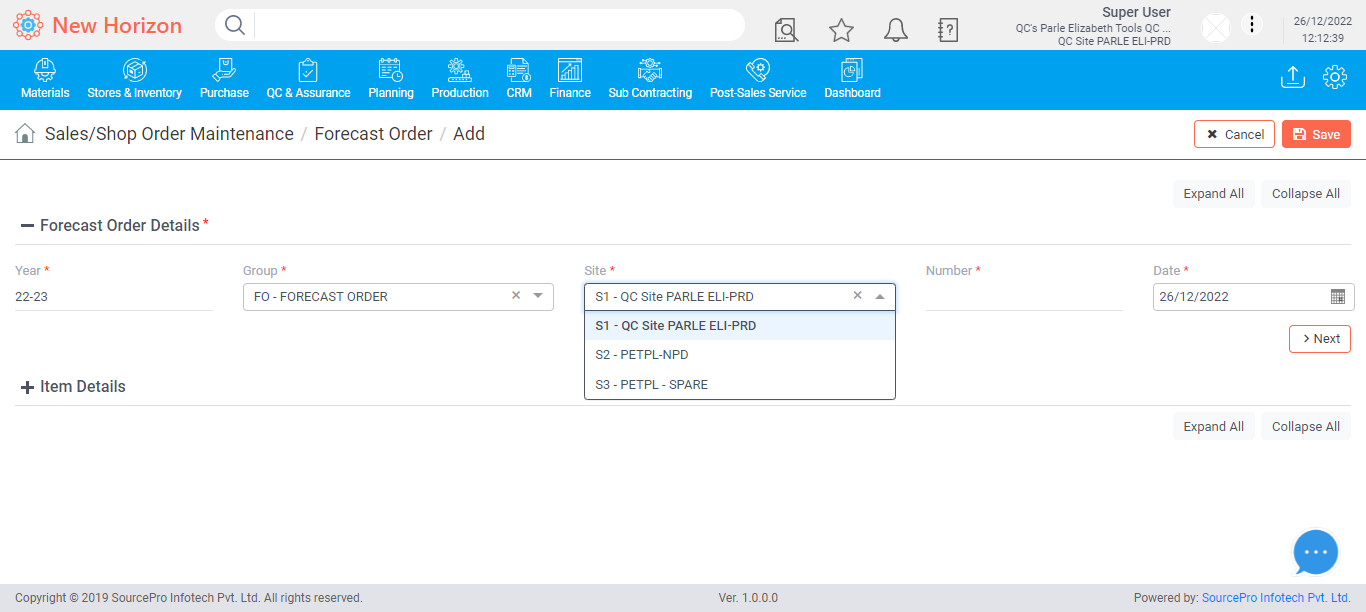 New Horizon
Super User
QC's Parle Elizabeth Tools QC ...
QC Site PARLE ELI-PRD
26/12/2022
12:12:39
Materials
Stores & Inventory
Purchase
QC & Assurance
Planning
Production
CRM
Finance
Sub Contracting
Post-Sales Service
Dashboard
Sales/Shop Order Maintenance / Forecast Order / Add
Cancel
Save
Expand All
Collapse All
Forecast Order Details *
Year *
Group *
Site *
Number *
Date *
22-23
FO - FORECAST ORDER
S1 - QC Site PARLE ELI-PRD
26/12/2022
S1 - QC Site PARLE ELI-PRD
S2 - PETPL-NPD
S3 - PETPL - SPARE
Next
Item Details
Expand All
Collapse All
Copyright © 2019 SourcePro Infotech Pvt. Ltd. All rights reserved.
Ver. 1.0.0.0
Powered by: SourcePro Infotech Pvt. Ltd.